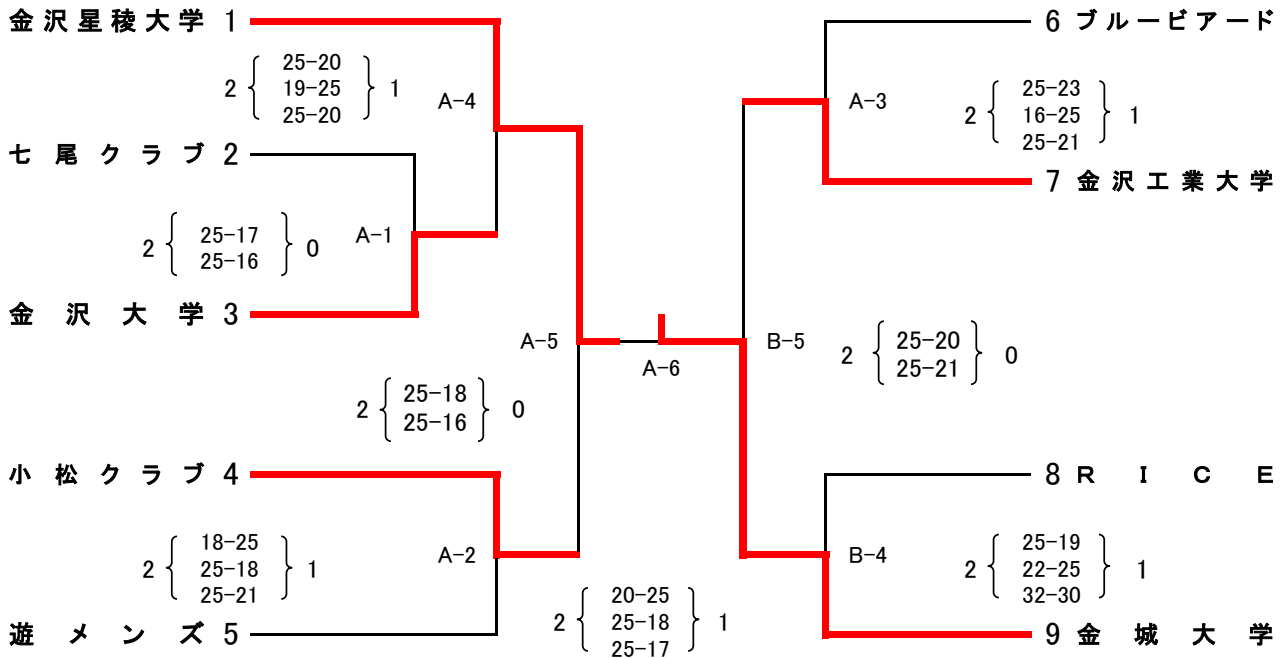 金沢星稜大学 1
2 { 25-20 19-25 25-20 } 1
A-4
七尾クラブ 2
2 { 25-17 25-16 } 0
A-1
金沢大学 3
A-5
2 { 25-18 25-16 } 0
小松クラブ 4
2 { 18-25 25-18 25-21 } 1
A-2
遊メンズ 5
A-6
2 { 20-25 25-18 25-17 } 1
6 ブルービアード
A-3
2 { 25-23 16-25 25-21 } 1
7 金沢工業大学
B-5
2 { 25-20 25-21 } 0
8 RICE
B-4
2 { 25-19 22-25 32-30 } 1
9 金城大学